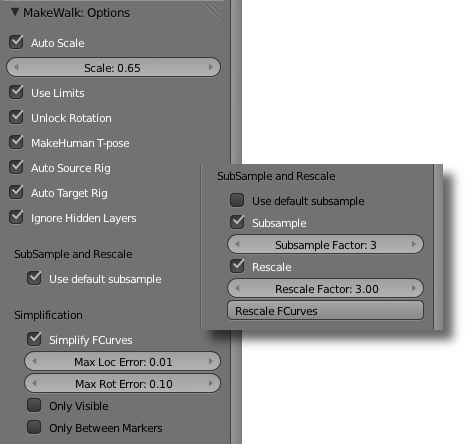 MakeWalk: Options
Auto Scale
Scale: 0.65
Use Limits
Unlock Rotation
MakeHuman T-pose
Auto Source Rig
Auto Target Rig
Ignore Hidden Layers
SubSample and Rescale
Use default subsample
Simplification
Simplify FCurves
Max Loc Error: 0.01
Max Rot Error: 0.10
Only Visible
Only Between Markers
SubSample and Rescale
Use default subsample
Subsample
Subsample Factor: 3
Rescale
Rescale Factor: 3.00
Rescale FCurves